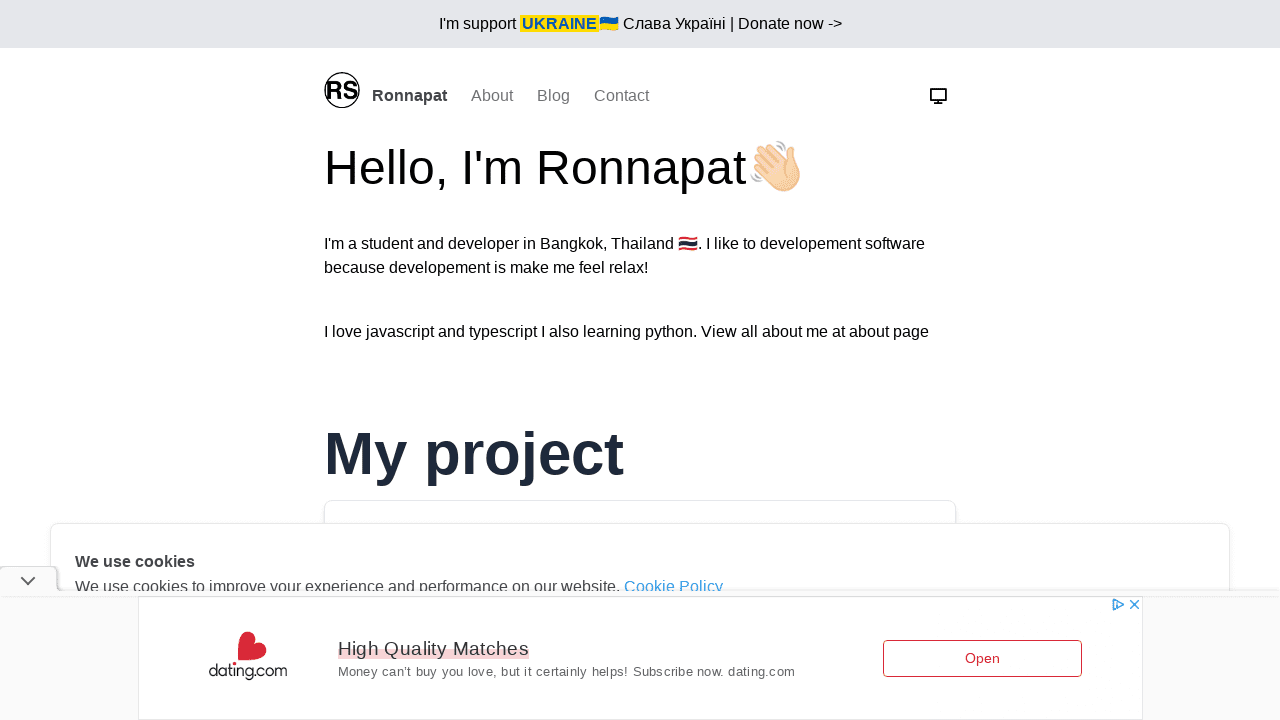 I'm support UKRAINE🇺🇦 Слава Україні | Donate now ->
RS Ronnapat About Blog Contact
Hello, I'm Ronnapat👋🏻
I'm a student and developer in Bangkok, Thailand 🇹🇭. I like to developement software
because developement is make me feel relax!
I love javascript and typescript I also learning python. View all about me at about page
My project
We use cookies
We use cookies to improve your experience and performance on our website. Cookie Policy
dating.com
High Quality Matches
Money can't buy you love, but it certainly helps! Subscribe now. dating.com
Open